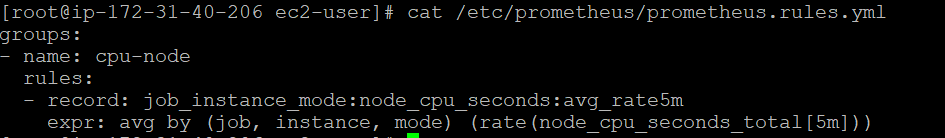 [root@ip-172-31-40-206 ec2-user]# cat /etc/prometheus/prometheus.rules.yml
groups:
- name: cpu-node
  rules:
  - record: job_instance_mode:node_cpu_seconds:avg_rate5m
    expr: avg by (job, instance, mode) (rate(node_cpu_seconds_total[5m]))